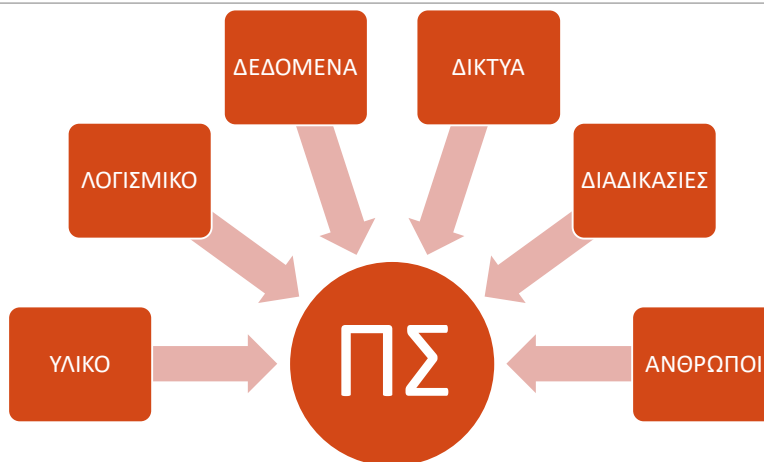 ΔΕΔΟΜΕΝΑ
ΔΙΚΤΥΑ
ΛΟΓΙΣΜΙΚΟ
ΔΙΑΔΙΚΑΣΙΕΣ
ΥΛΙΚΟ
ΠΣ
ΑΝΘΡΩΠΟΙ